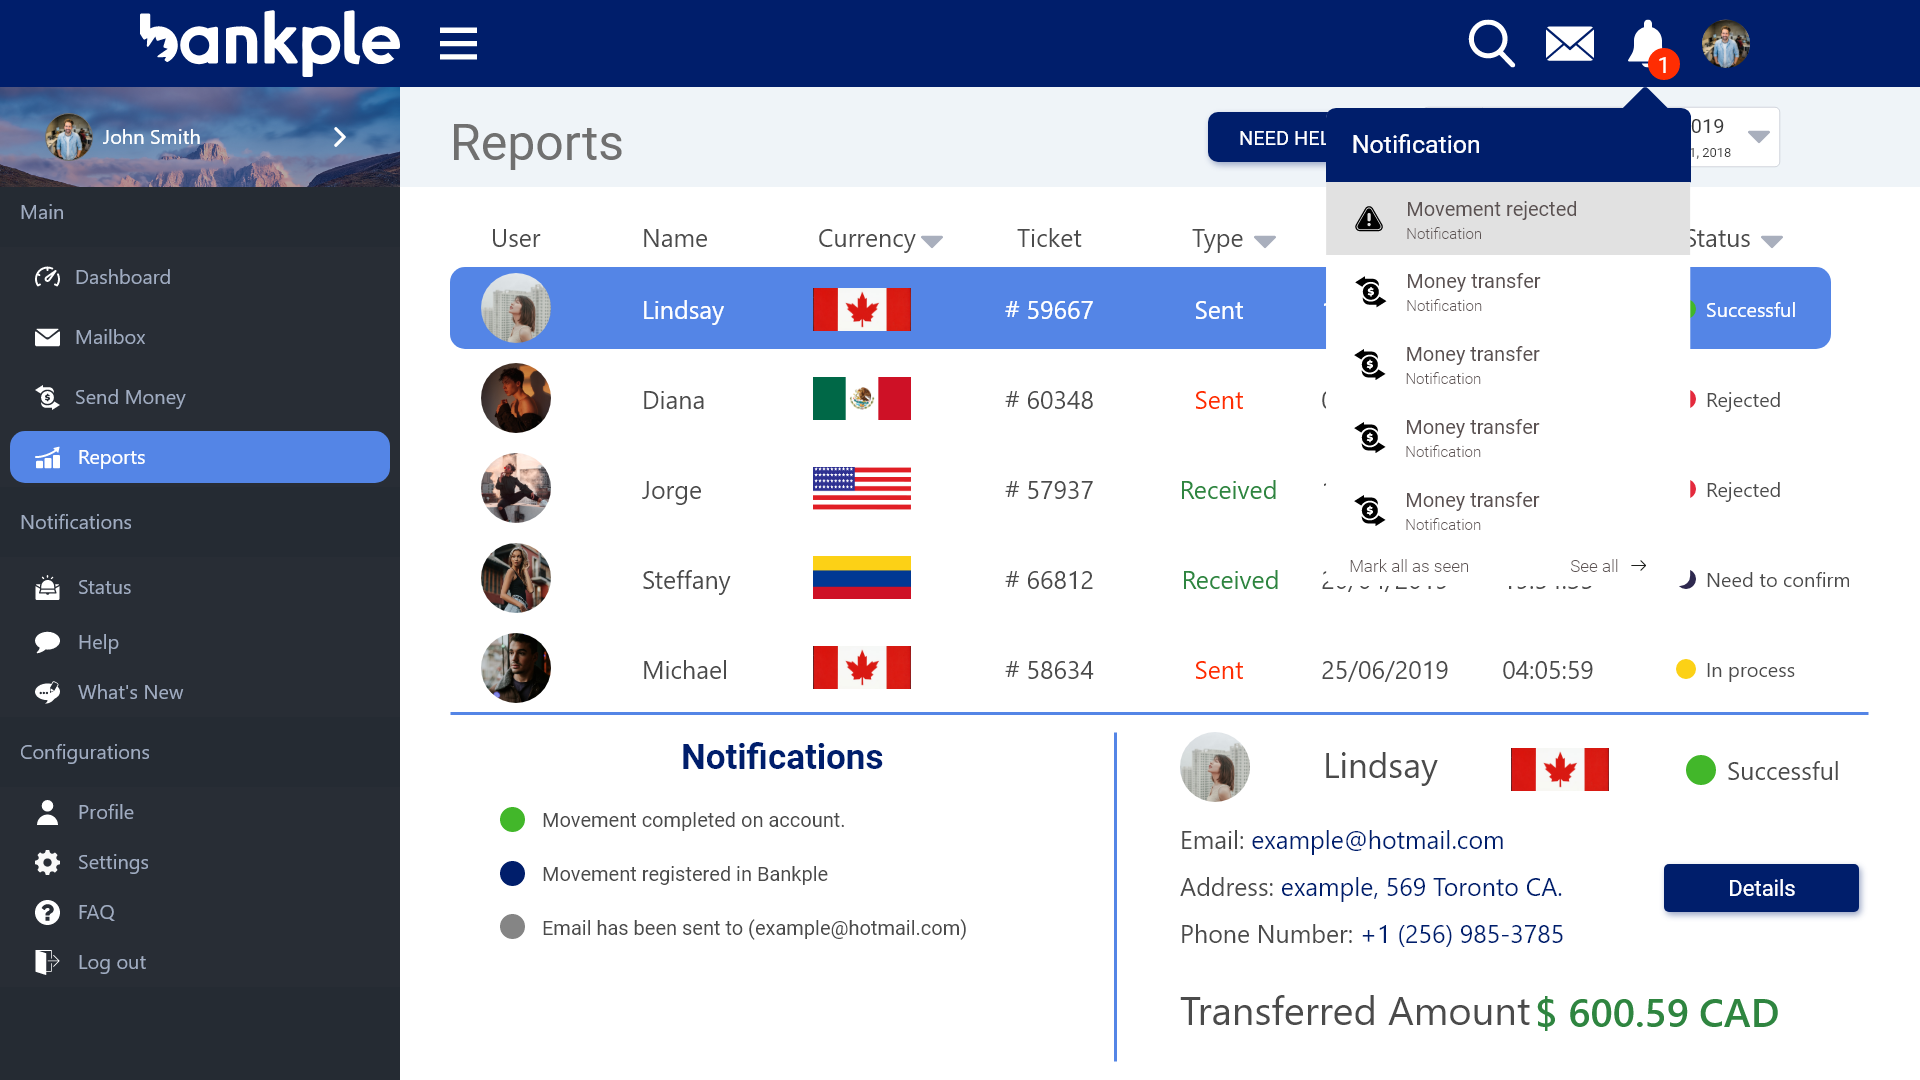 bankple
1
John Smith
Main
Dashboard
Mailbox
Send Money
Reports
Notifications
Status
Help
What's New
Configurations
Profile
Settings
FAQ
Log out
Reports
NEED HEL
019
1, 2018
Notification
Movement rejected
Notification
Money transfer
Notification
Money transfer
Notification
Money transfer
Notification
Money transfer
Notification
Mark all as seen
See all
User Name Currency Ticket Type Status
Lindsay # 59667 Sent Successful
Diana # 60348 Sent Rejected
Jorge # 57937 Received Rejected
Steffany # 66812 Received Need to confirm
Michael # 58634 Sent 25/06/2019 04:05:59 In process
Notifications
Movement completed on account.
Movement registered in Bankple
Email has been sent to (example@hotmail.com)
Lindsay
Successful
Email: example@hotmail.com
Address: example, 569 Toronto CA.
Phone Number: +1 (256) 985-3785
Details
Transferred Amount $ 600.59 CAD